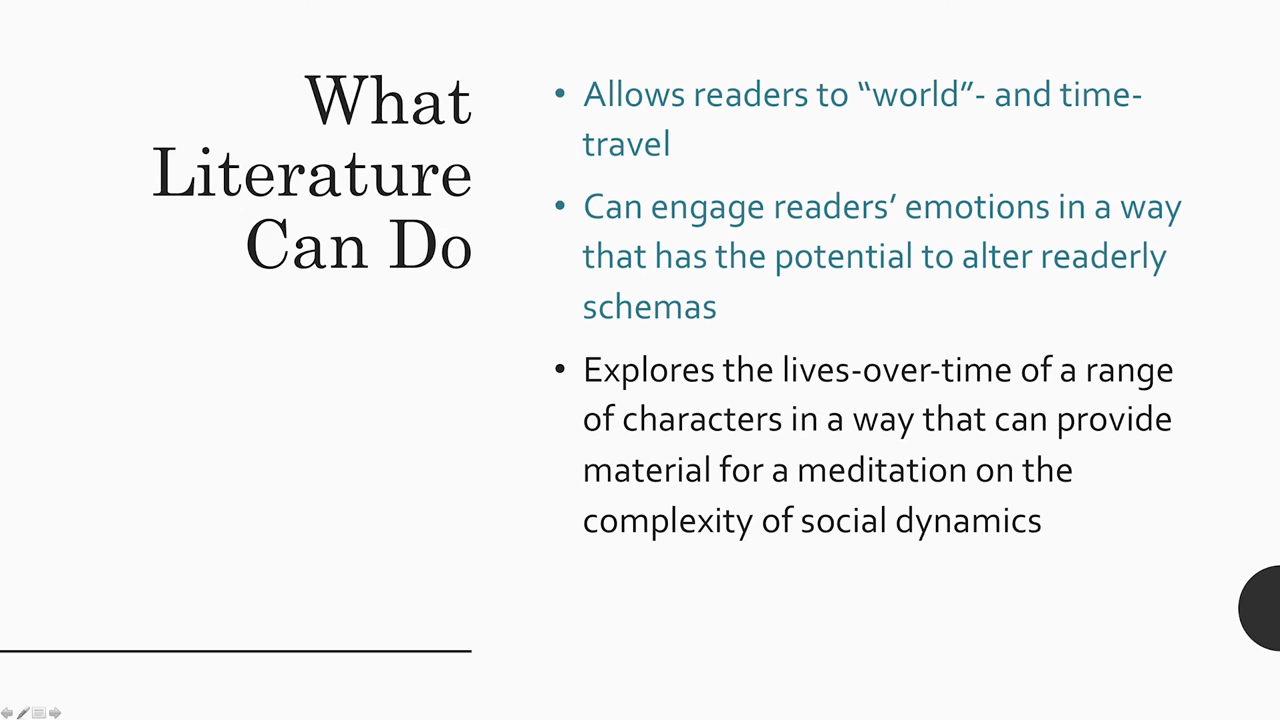 What
Literature
Can Do
• Allows readers to “world”- and time-
travel
• Can engage readers’ emotions in a way
that has the potential to alter readerly
schemas
• Explores the lives-over-time of a range
of characters in a way that can provide
material for a meditation on the
complexity of social dynamics